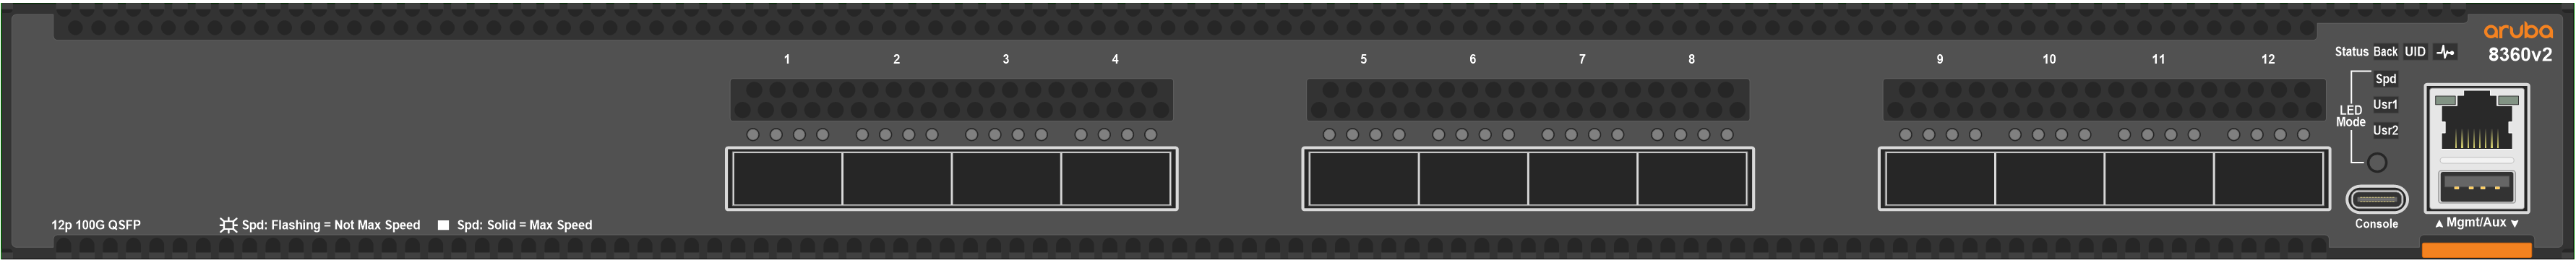 aruba
8360v2
Status Back UID
Spd
Usr1
Usr2
LED
Mode
1 2 3 4 5 6 7 8 9 10 11 12
12p 100G QSFP
Spd: Flashing = Not Max Speed
Spd: Solid = Max Speed
Console
▲ Mgmt/Aux ▼